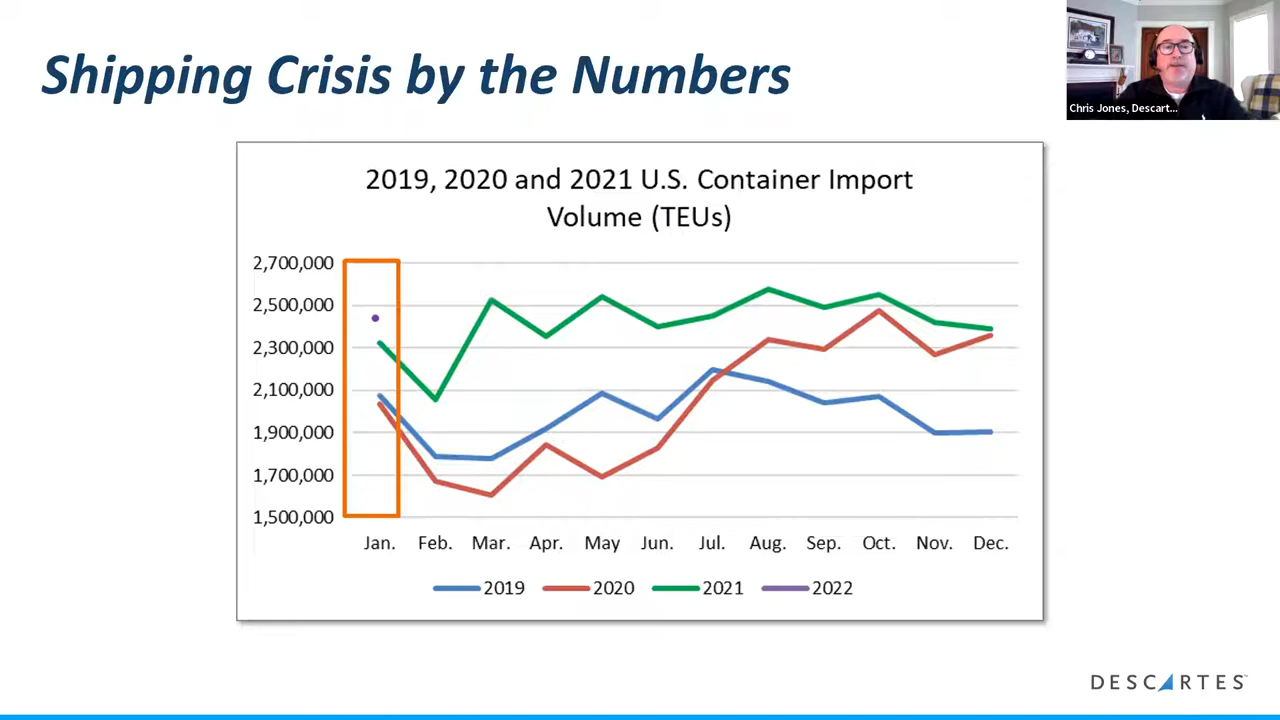 Shipping Crisis by the Numbers
Chris Jones, Descart...
2019, 2020 and 2021 U.S. Container Import
Volume (TEUs)
2,700,000
2,500,000
2,300,000
2,100,000
1,900,000
1,700,000
1,500,000
Jan. Feb. Mar. Apr. May Jun. Jul. Aug. Sep. Oct. Nov. Dec.
2019 2020 2021 2022
DESCARTES™